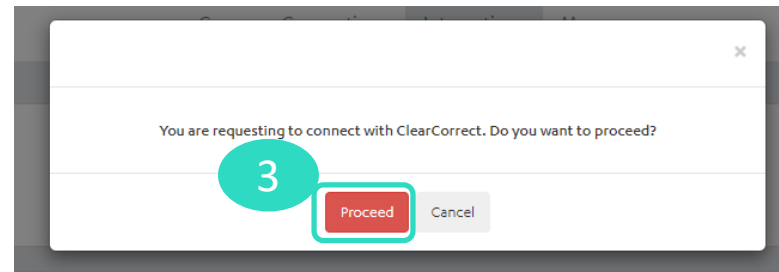 ×
You are requesting to connect with ClearCorrect. Do you want to proceed?
3
Proceed Cancel